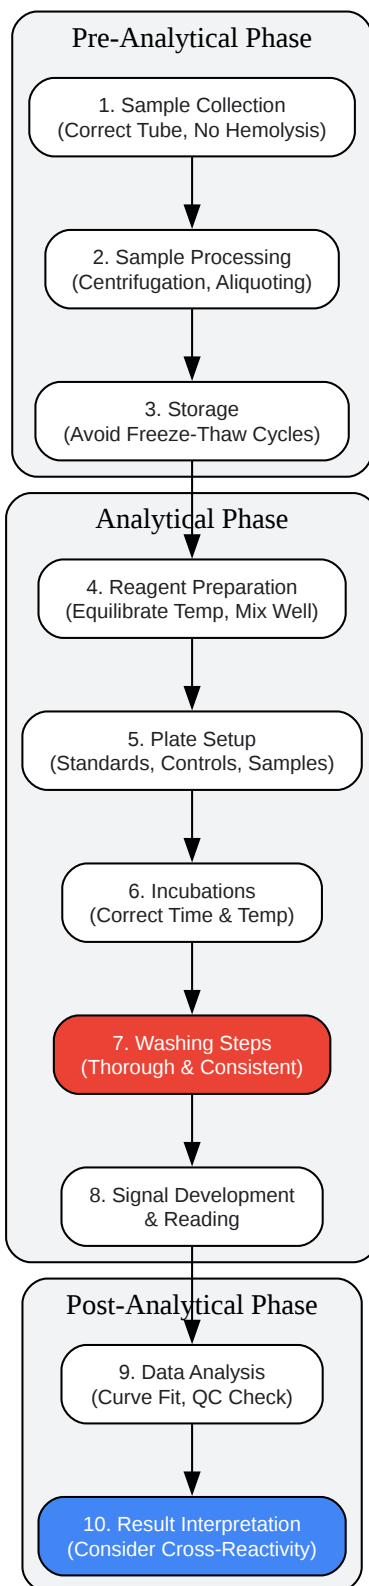 Pre-Analytical Phase
1. Sample Collection
(Correct Tube, No Hemolysis)
2. Sample Processing
(Centrifugation, Aliquoting)
3. Storage
(Avoid Freeze-Thaw Cycles)
Analytical Phase
4. Reagent Preparation
(Equilibrate Temp, Mix Well)
5. Plate Setup
(Standards, Controls, Samples)
6. Incubations
(Correct Time & Temp)
7. Washing Steps
(Thorough & Consistent)
8. Signal Development
& Reading
Post-Analytical Phase
9. Data Analysis
(Curve Fit, QC Check)
10. Result Interpretation
(Consider Cross-Reactivity)